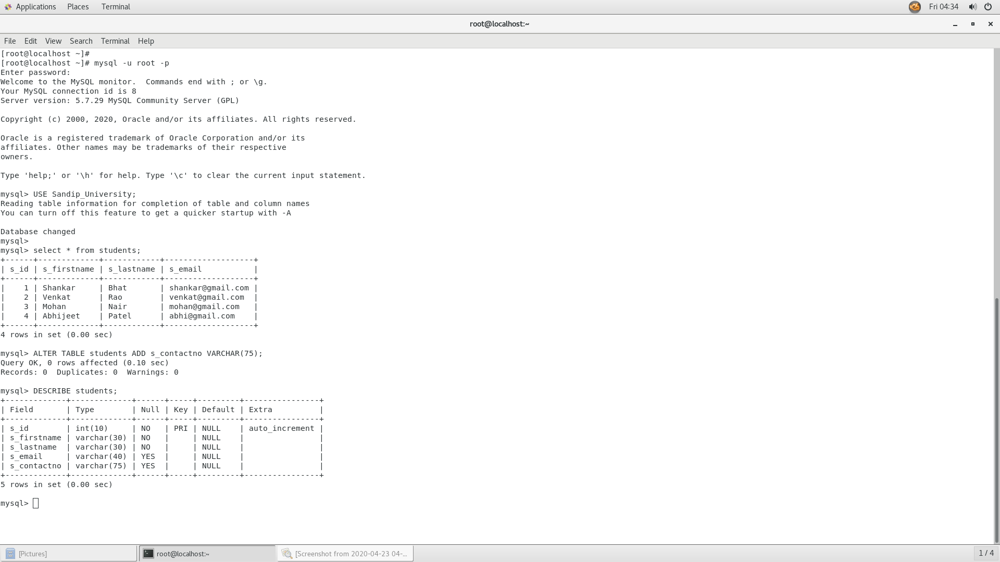 Applications Places Terminal Fri 04:34
root@localhost:~
File Edit View Search Terminal Help
[root@localhost ~]#
[root@localhost ~]# mysql -u root -p
Enter password:
Welcome to the MySQL monitor.  Commands end with ; or \g.
Your MySQL connection id is 8
Server version: 5.7.29 MySQL Community Server (GPL)

Copyright (c) 2000, 2020, Oracle and/or its affiliates. All rights reserved.

Oracle is a registered trademark of Oracle Corporation and/or its
affiliates. Other names may be trademarks of their respective
owners.

Type 'help;' or '\h' for help. Type '\c' to clear the current input statement.

mysql> USE Sandip_University;
Reading table information for completion of table and column names
You can turn off this feature to get a quicker startup with -A

Database changed
mysql>
mysql> select * from students;
+------+-------------+------------+-------------------+
| s_id | s_firstname | s_lastname | s_email           |
+------+-------------+------------+-------------------+
|    1 | Shankar     | Bhat       | shankar@gmail.com |
|    2 | Venkat      | Rao        | venkat@gmail.com  |
|    3 | Mohan       | Nair       | mohan@gmail.com   |
|    4 | Abhijeet    | Patel      | abhi@gmail.com    |
+------+-------------+------------+-------------------+
4 rows in set (0.00 sec)

mysql> ALTER TABLE students ADD s_contactno VARCHAR(75);
Query OK, 0 rows affected (0.10 sec)
Records: 0  Duplicates: 0  Warnings: 0

mysql> DESCRIBE students;
+-------------+-------------+------+-----+---------+----------------+
| Field       | Type        | Null | Key | Default | Extra          |
+-------------+-------------+------+-----+---------+----------------+
| s_id        | int(10)     | NO   | PRI | NULL    | auto_increment |
| s_firstname | varchar(30) | NO   |     | NULL    |                |
| s_lastname  | varchar(30) | NO   |     | NULL    |                |
| s_email     | varchar(40) | YES  |     | NULL    |                |
| s_contactno | varchar(75) | YES  |     | NULL    |                |
+-------------+-------------+------+-----+---------+----------------+
5 rows in set (0.00 sec)

mysql>
[Pictures] root@localhost:~ [Screenshot from 2020-04-23 04-... 1 / 4